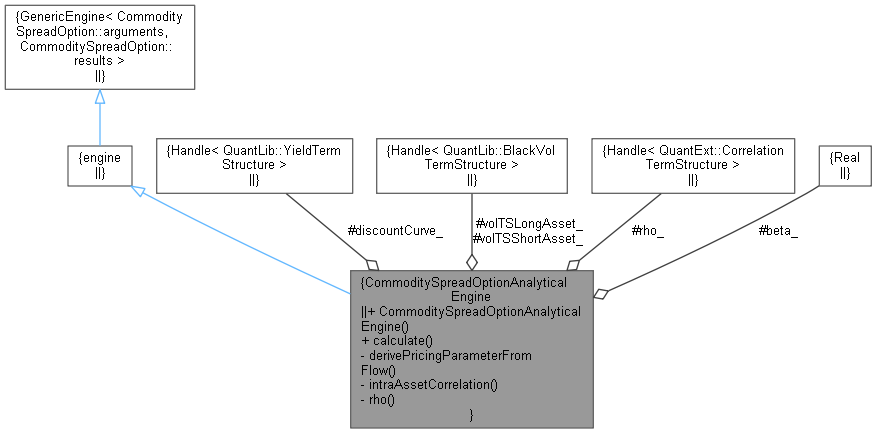 {GenericEngine< Commodity
SpreadOption::arguments,
CommoditySpreadOption::
results >
||}
{engine
||}
{Handle< QuantLib::YieldTerm
Structure >
||}
{Handle< QuantLib::BlackVol
TermStructure >
||}
{Handle< QuantExt::Correlation
TermStructure >
||}
{Real
||}
#discountCurve_
#volTSLongAsset_
#volTSShortAsset_
#rho_
#beta_
{CommoditySpreadOptionAnalytical
Engine
||+ CommoditySpreadOptionAnalytical
Engine()
+ calculate()
- derivePricingParameterFrom
Flow()
- intraAssetCorrelation()
- rho()
}